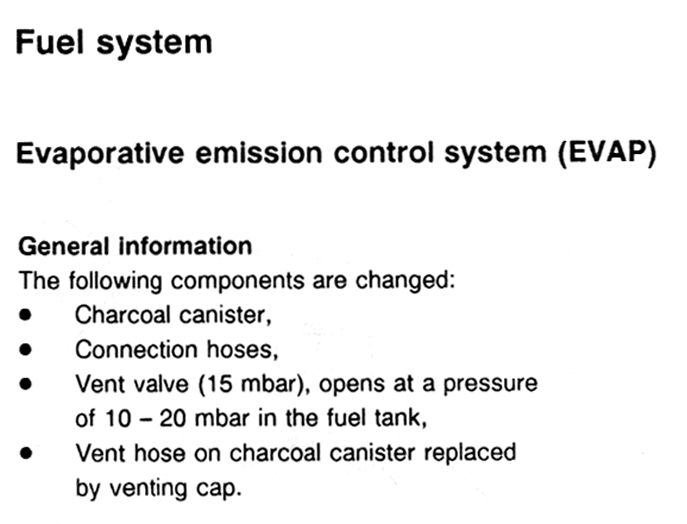 Fuel system
Evaporative emission control system (EVAP)
General information
The following components are changed:
● Charcoal canister,
● Connection hoses,
● Vent valve (15 mbar), opens at a pressure
of 10 – 20 mbar in the fuel tank,
● Vent hose on charcoal canister replaced
by venting cap.